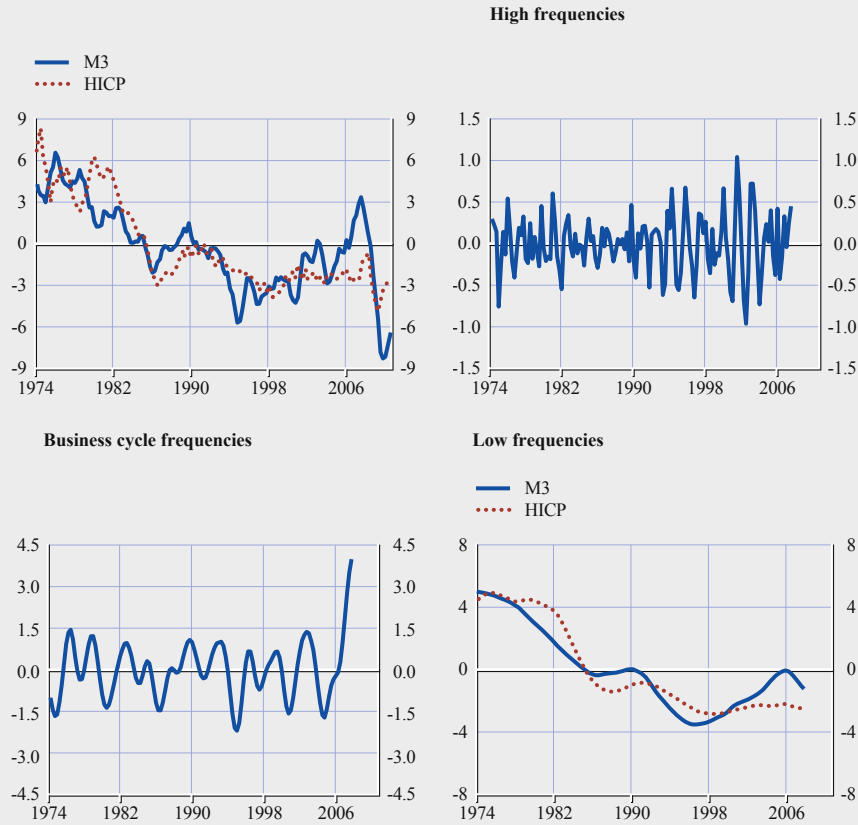 High frequencies
M3
HICP
9 9 1.5 1.5
6 6 1.0 1.0
3 3 0.5 0.5
0 0 0.0 0.0
-3 -3 -0.5 -0.5
-6 -6 -1.0 -1.0
-9 -9 -1.5 -1.5
1974 1982 1990 1998 2006 1974 1982 1990 1998 2006
Business cycle frequencies Low frequencies
M3
HICP
4.5 4.5 8 8
3.0 3.0 4 4
1.5 1.5
0.0 0.0 0 0
-1.5 -1.5
-3.0 -3.0 -4 -4
-4.5 -4.5 -8 -8
1974 1982 1990 1998 2006 1974 1982 1990 1998 2006